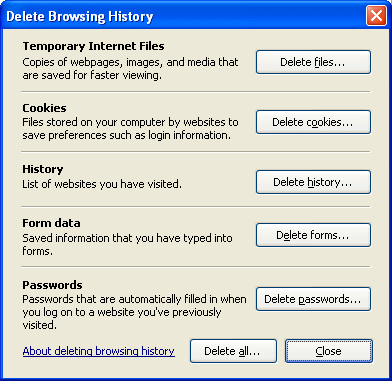 Delete Browsing History
Temporary Internet Files
Copies of webpages, images, and media that
are saved for faster viewing.
Delete files...
Cookies
Files stored on your computer by websites to
save preferences such as login information.
Delete cookies...
History
List of websites you have visited.
Delete history...
Form data
Saved information that you have typed into
forms.
Delete forms...
Passwords
Passwords that are automatically filled in when
you log on to a website you've previously
visited.
Delete passwords...
About deleting browsing history
Delete all...
Close